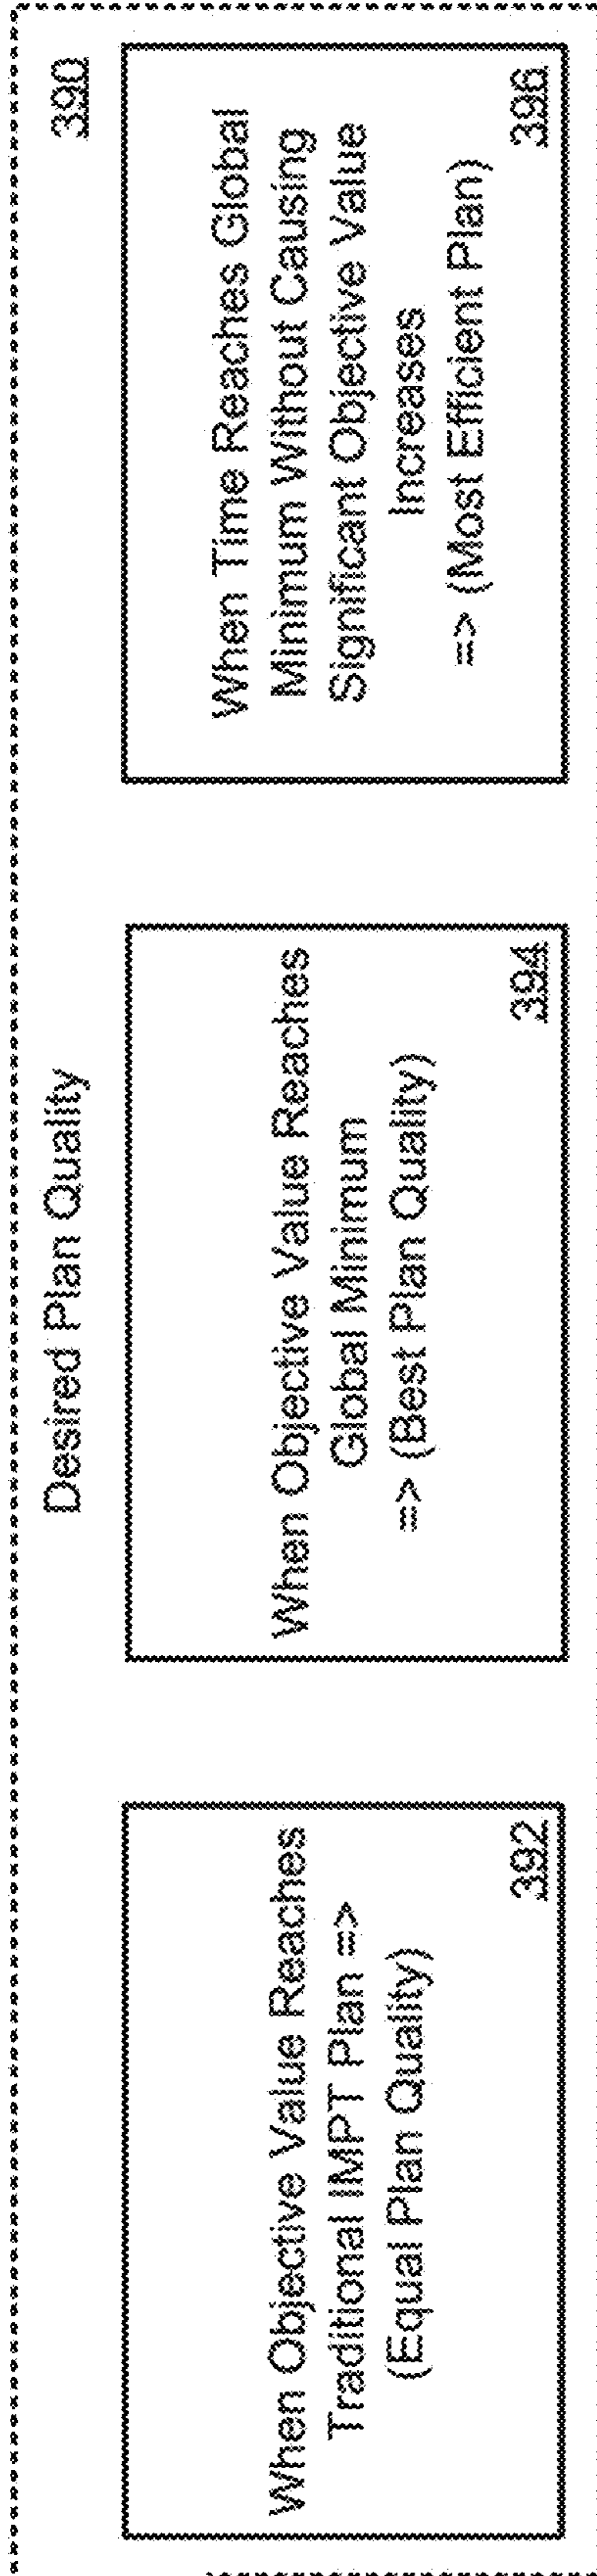 Desired Plan Quality
390
When Objective Value Reaches
Traditional IMPT Plan =>
(Equal Plan Quality)
392
When Objective Value Reaches
Global Minimum
=> (Best Plan Quality)
394
When Time Reaches Global
Minimum Without Causing
Significant Objective Value
Increases
=> (Most Efficient Plan)
396